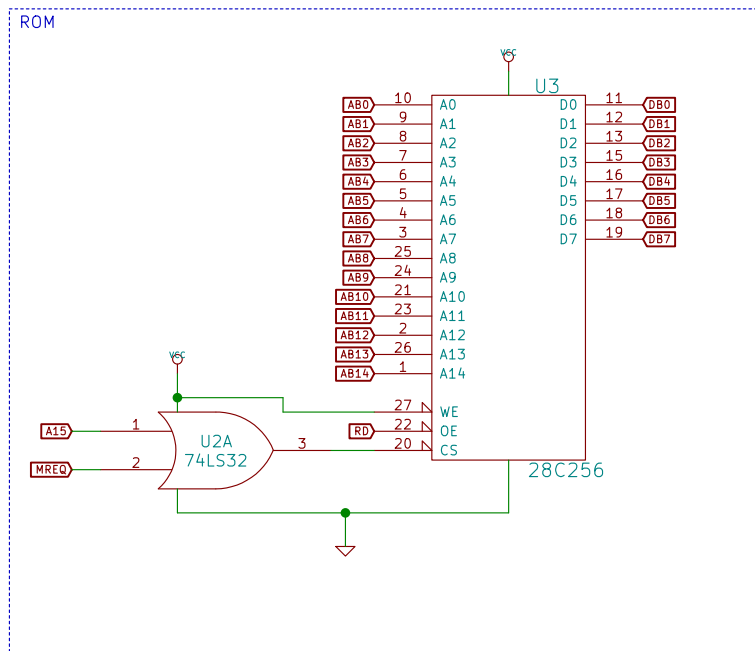 ROM
VCC
U3
AB0 10 A0 D0 11 DB0
AB1 9 A1 D1 12 DB1
AB2 8 A2 D2 13 DB2
AB3 7 A3 D3 15 DB3
AB4 6 A4 D4 16 DB4
AB5 5 A5 D5 17 DB5
AB6 4 A6 D6 18 DB6
AB7 3 A7 D7 19 DB7
AB8 25 A8
AB9 24 A9
AB10 21 A10
AB11 23 A11
AB12 2 A12
AB13 26 A13
VCC
AB14 1 A14
27 WE
A15 1 RD 22 OE
U2A
3 20 CS
74LS32
MREQ 2
28C256